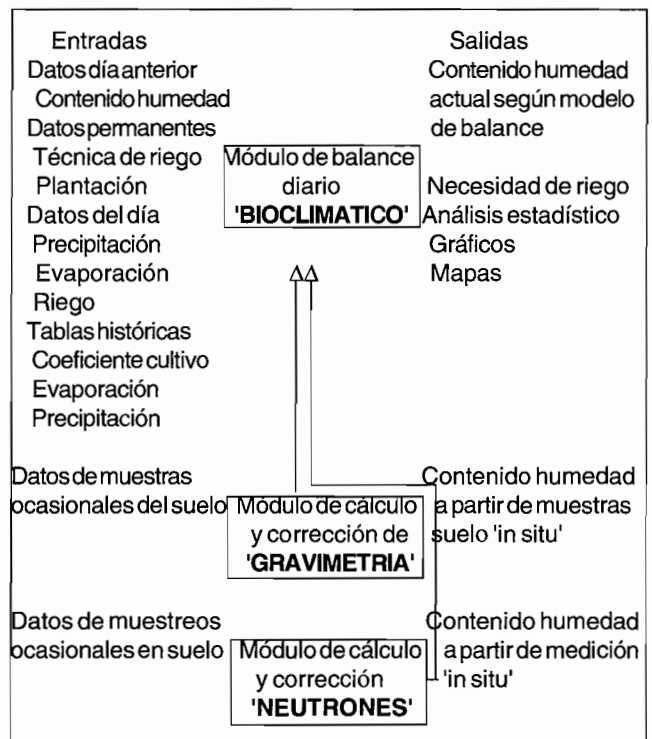 Entradas
Datos día anterior
Contenido humedad
Datos permanentes
Técnica de riego
Plantación
Datos del día
Precipitación
Evaporación
Riego
Tablas históricas
Coeficiente cultivo
Evaporación
Precipitación
Módulo de balance
diario
'BIOCLIMATICO'
Salidas
Contenido humedad
actual según modelo
de balance
Necesidad de riego
Análisis estadístico
Gráficos
Mapas
Datos de muestras
ocasionales del suelo
Módulo de cálculo
y corrección de
'GRAVIMETRIA'
Contenido humedad
a partir de muestras
suelo 'in situ'
Datos de muestreos
ocasionales en suelo
Módulo de cálculo
y corrección
'NEUTRONES'
Contenido humedad
a partir de medición
'in situ'